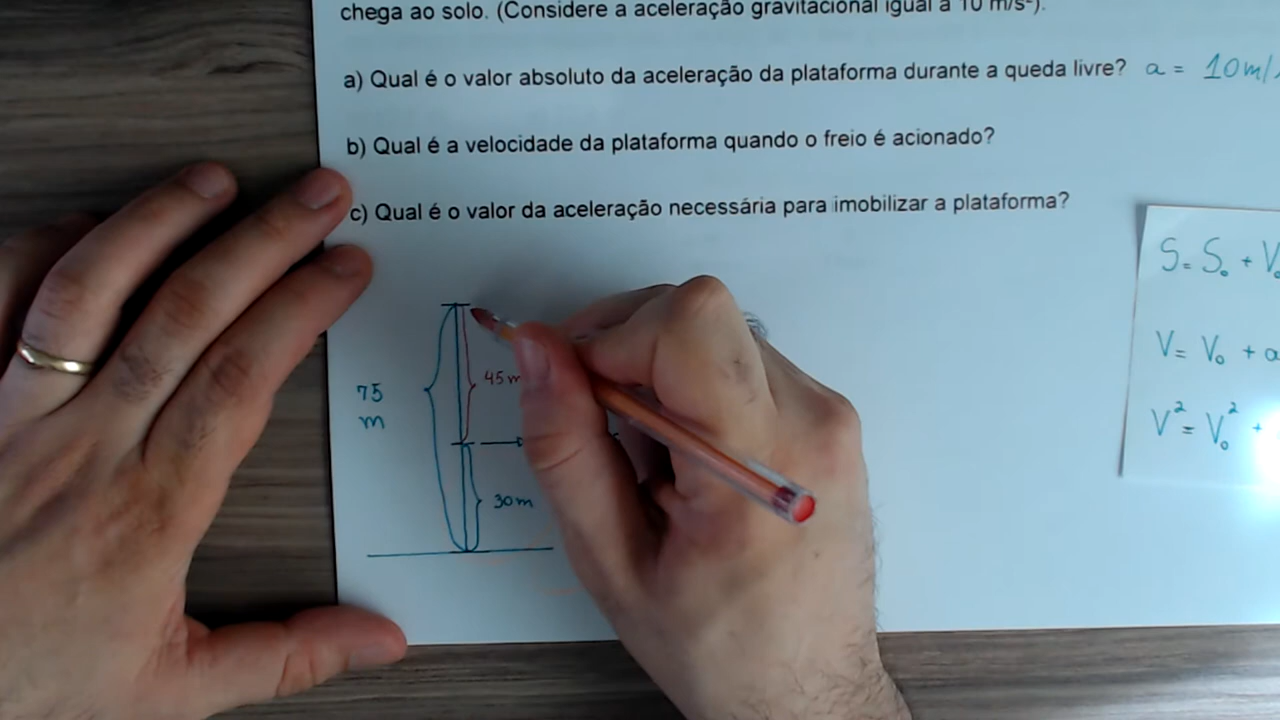 chega ao solo. (Considere a aceleração gravitacional igual a 10 m/s²).
a) Qual é o valor absoluto da aceleração da plataforma durante a queda livre? a = 10m/
b) Qual é a velocidade da plataforma quando o freio é acionado?
c) Qual é o valor da aceleração necessária para imobilizar a plataforma?
S = S₀ + V₀
V = V₀ + a
V² = V₀² +
45m
75
m
30m